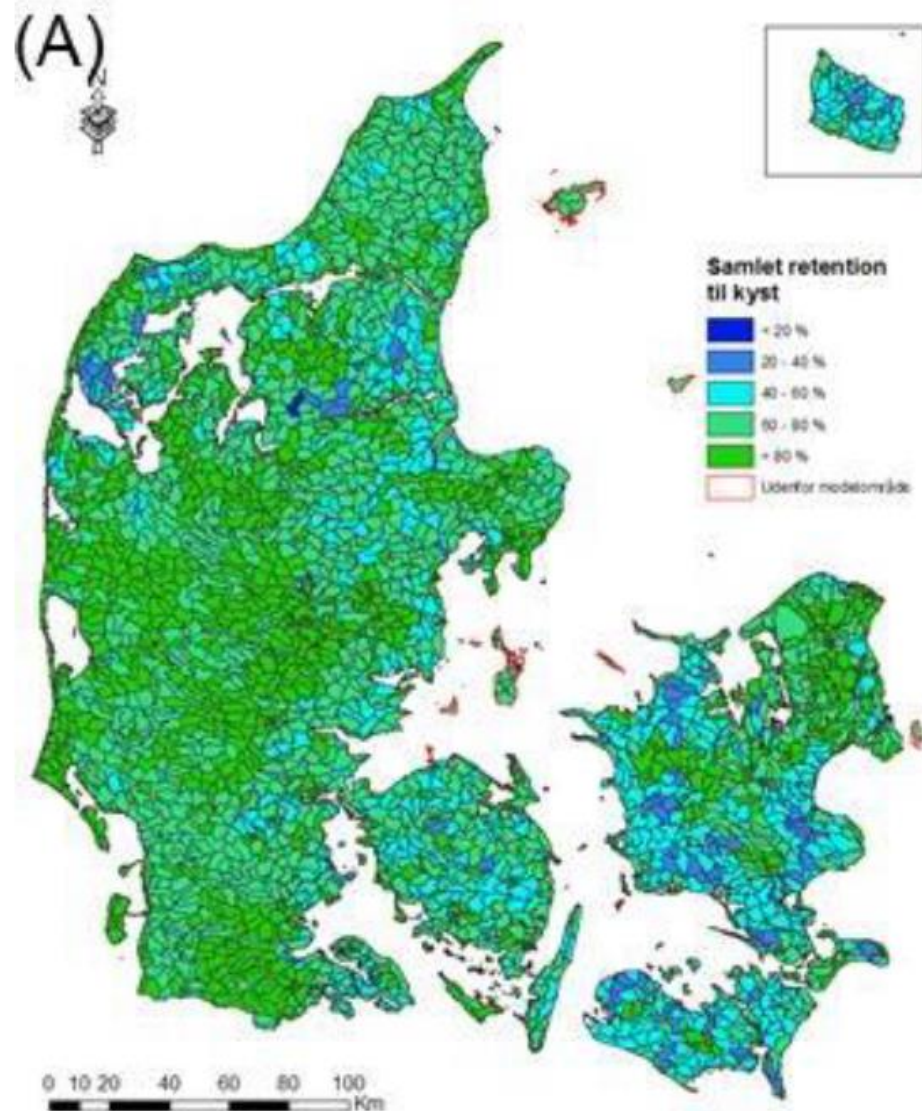 (A)
N
Samlet retention
til kyst
< 20 %
20 - 40 %
40 - 60 %
60 - 80 %
> 80 %
Udenfor modelområde
0 10 20 40 60 80 100
Km